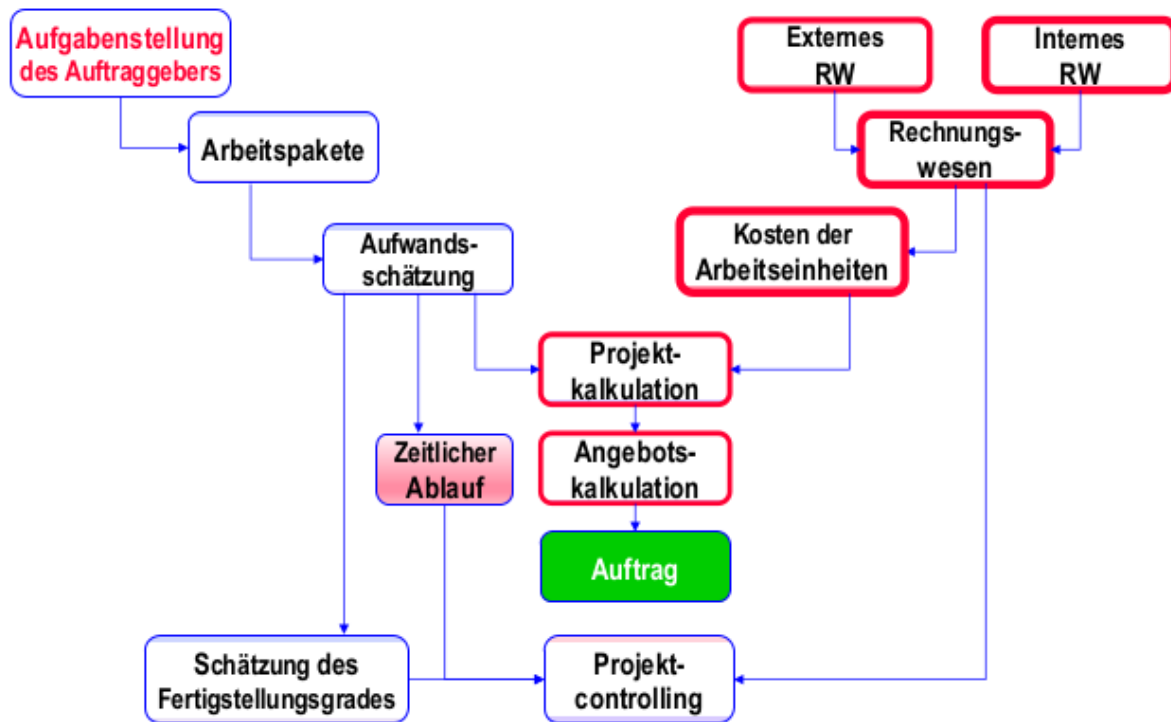 Aufgabenstellung
des Auftraggebers
Externes
RW
Internes
RW
Arbeitspakete
Rechnungs-
wesen
Aufwands-
schätzung
Kosten der
Arbeitseinheiten
Projekt-
kalkulation
Zeitlicher
Ablauf
Angebots-
kalkulation
Auftrag
Schätzung des
Fertigstellungsgrades
Projekt-
controlling